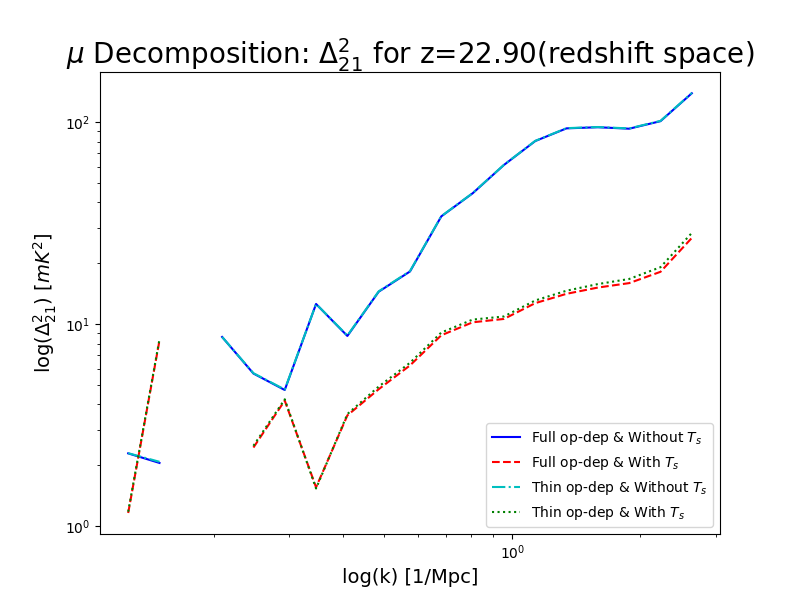 μ Decomposition: Δ²₂₁ for z=22.90(redshift space)
log(Δ²₂₁) [mK²]
10²
10¹
10⁰
Full op-dep & Without Tₛ
Full op-dep & With Tₛ
Thin op-dep & Without Tₛ
Thin op-dep & With Tₛ
10⁰
log(k) [1/Mpc]